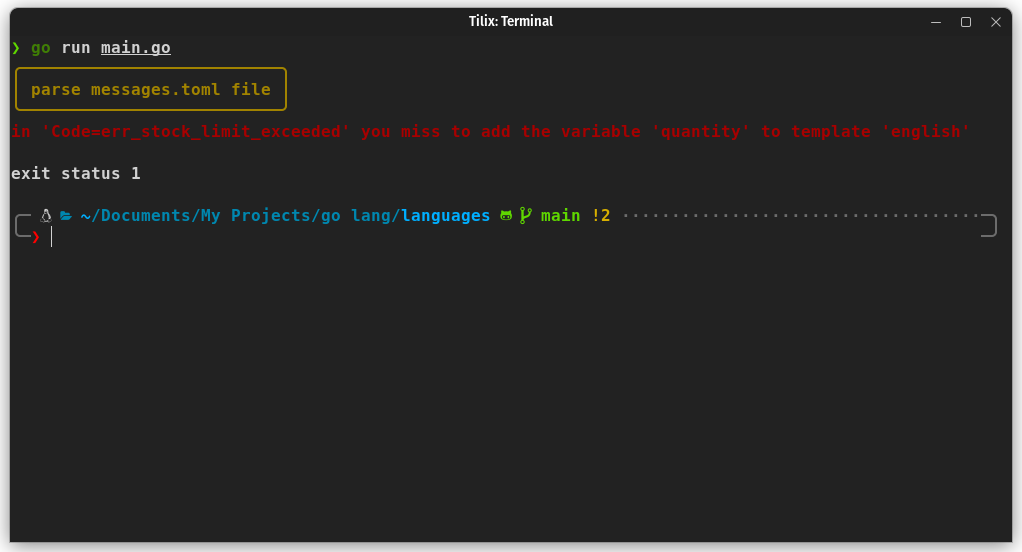 Tilix: Terminal
❯ go run main.go
parse messages.toml file
in 'Code=err_stock_limit_exceeded' you miss to add the variable 'quantity' to template 'english'
exit status 1
~/Documents/My Projects/go lang/languages main !2 ····································
❯